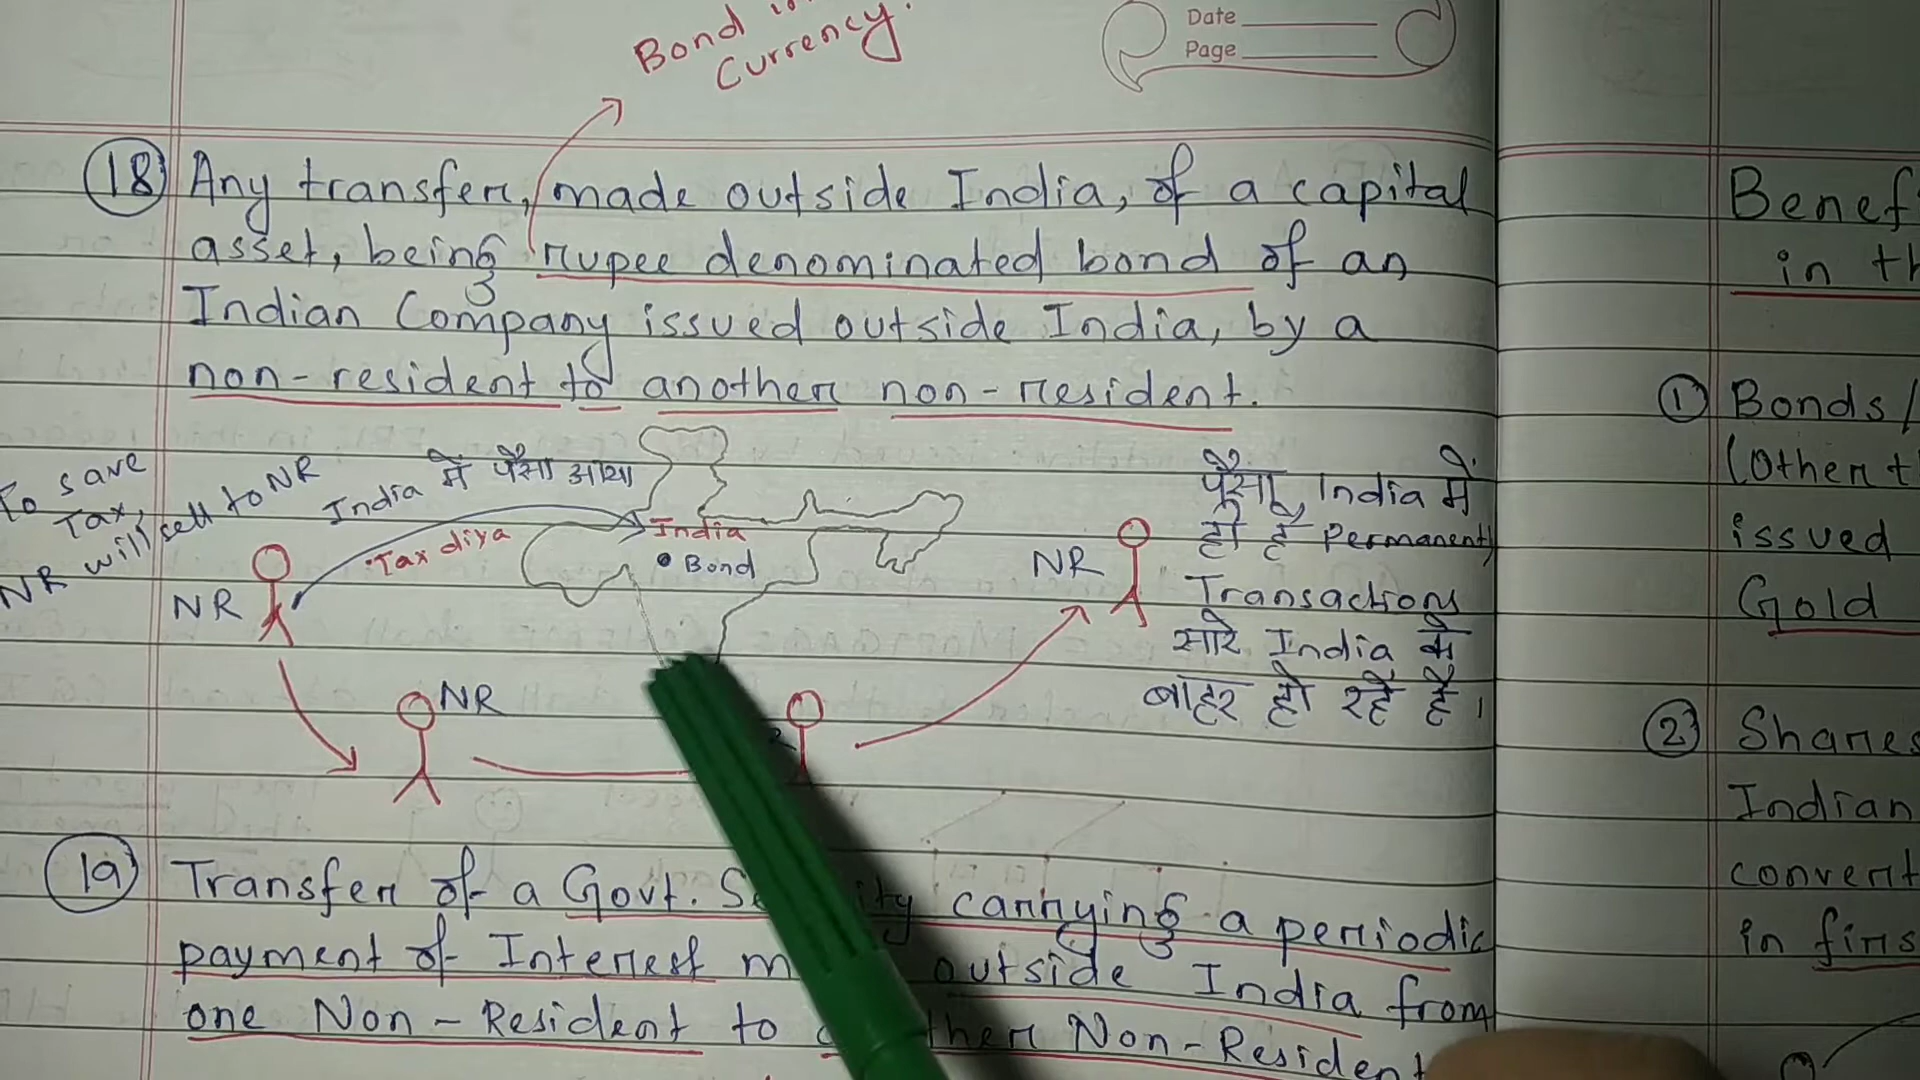 Bond
Currency.
Date
Page
18 Any transfer, made outside India, of a capital
asset, being rupee denominated bond of an
Indian Company issued outside India, by a
non-resident to another non-resident.
To save
Tax,
NR will sell to NR
India में पैसा आया
Tax diya
India
Bond
NR
NR
NR
पैसा India में
ही है Permanently
Transactions
सारे India से
बाहर हो रहे है।
19 Transfer of a Govt. carrying a periodic
payment of Interest outside India from
one Non-Resident to Non-Resident
Benef
in th
1 Bonds/
(Other t
issued
Gold
2 Shares
Indian
convert
in firs